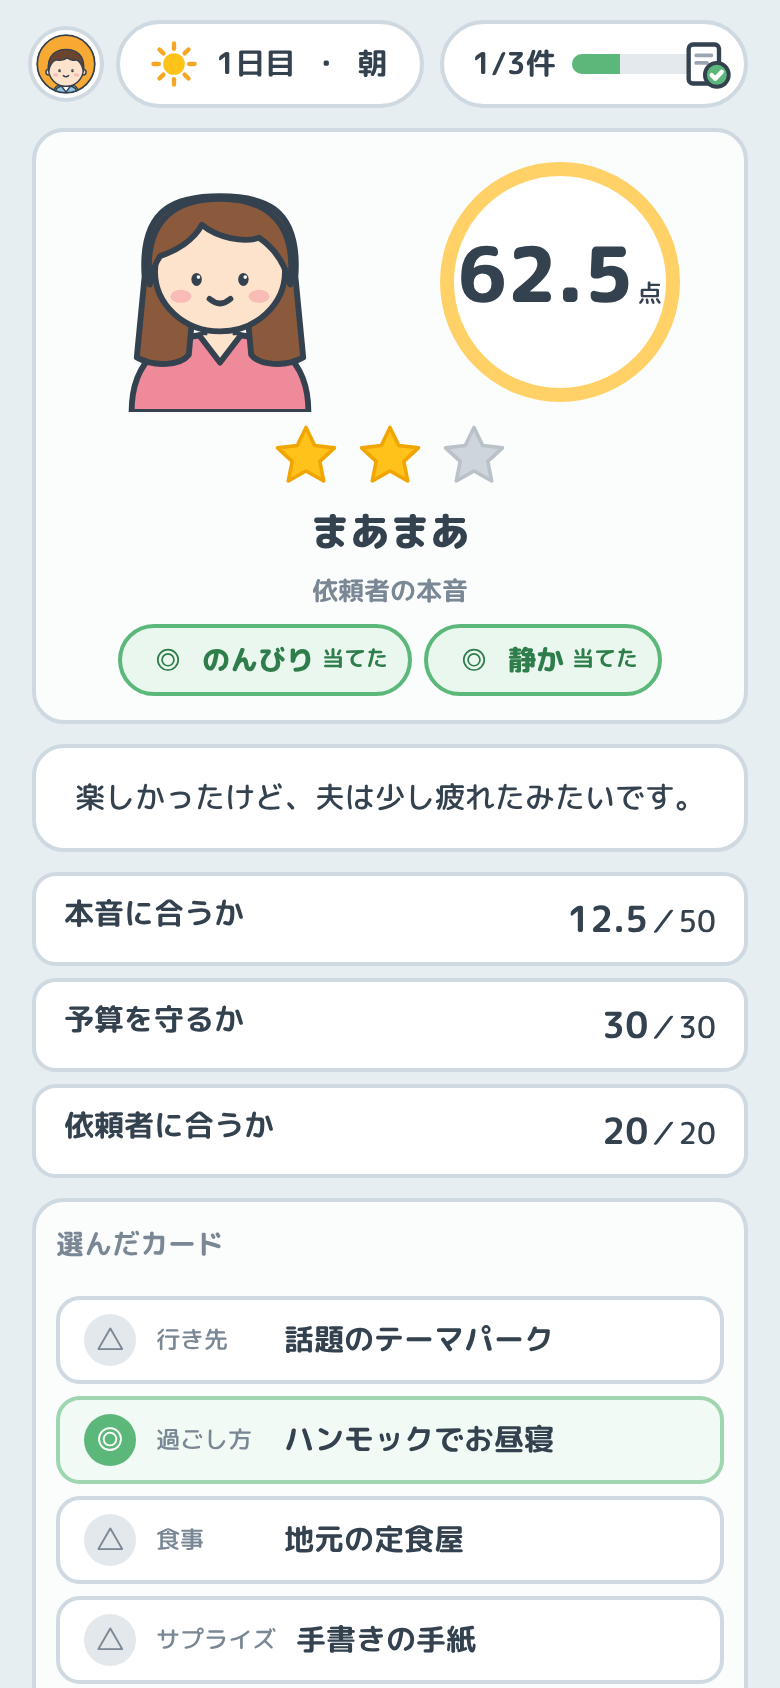 1日目 ・ 朝
1/3件
62.5点
まあまあ
依頼者の本音
◎ のんびり 当てた
◎ 静か 当てた
楽しかったけど、夫は少し疲れたみたいです。
本音に合うか 12.5／50
予算を守るか 30／30
依頼者に合うか 20／20
選んだカード
△ 行き先 話題のテーマパーク
◎ 過ごし方 ハンモックでお昼寝
△ 食事 地元の定食屋
△ サプライズ 手書きの手紙